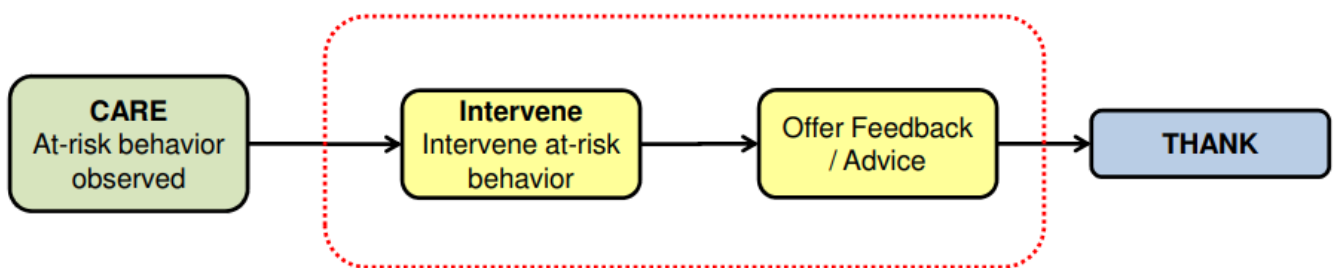 CARE
At-risk behavior
observed
Intervene
Intervene at-risk
behavior
Offer Feedback
/ Advice
THANK